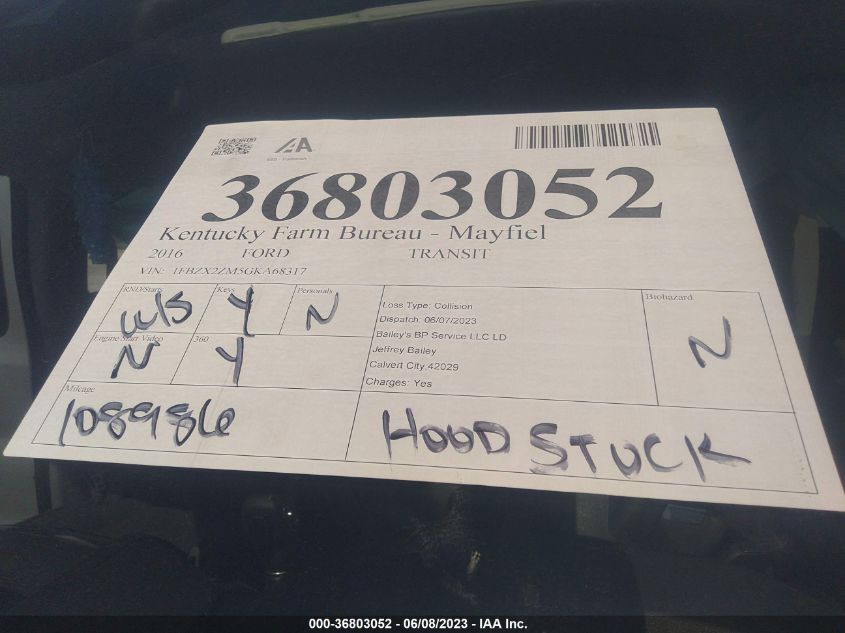 IAA
36803052
Kentucky Farm Bureau - Mayfiel
2016 FORD TRANSIT
VIN: 1FBZX2ZM5GKA68317
RND/Starts Keys Personals
W/S Y N
Engine Start Video 360
N Y
Mileage
108986
Loss Type: Collision
Dispatch: 06/07/2023
Bailey's BP Service LLC LD
Jeffrey Bailey
Calvert City 42029
Charges: Yes
Biohazard
N
HOOD STUCK
000-36803052 - 06/08/2023 - IAA Inc.